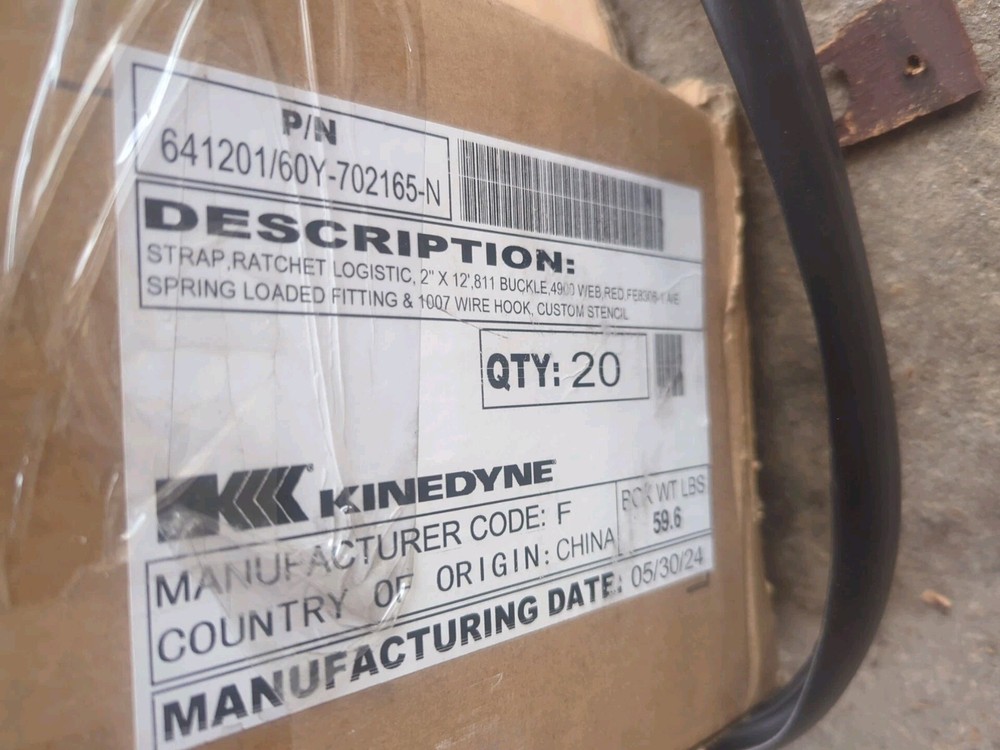 P/N
641201/60Y-702165-N
DESCRIPTION:
STRAP,RATCHET LOGISTIC, 2" X 12',811 BUCKLE,4900 WEB,RED,FE8306-1 A/E
SPRING LOADED FITTING & 1007 WIRE HOOK, CUSTOM STENCIL
QTY: 20
KINEDYNE
MANUFACTURER CODE: F
BOX WT LBS
59.6
COUNTRY OF ORIGIN: CHINA
MANUFACTURING DATE: 05/30/24